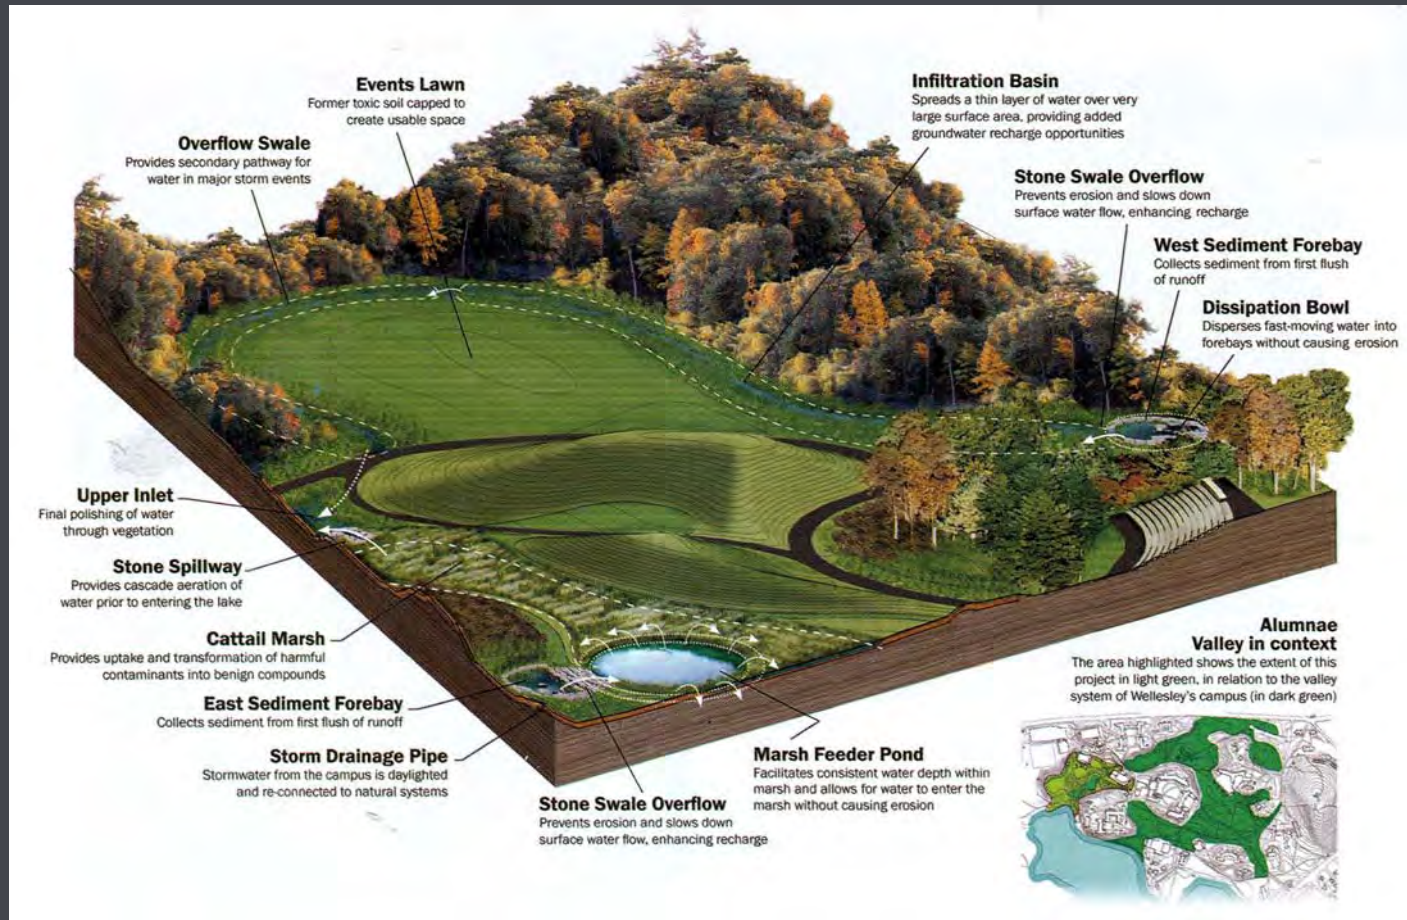 Events Lawn
Former toxic soil capped to
create usable space
Overflow Swale
Provides secondary pathway for
water in major storm events
Infiltration Basin
Spreads a thin layer of water over very
large surface area, providing added
groundwater recharge opportunities
Stone Swale Overflow
Prevents erosion and slows down
surface water flow, enhancing recharge
West Sediment Forebay
Collects sediment from first flush
of runoff
Dissipation Bowl
Disperses fast-moving water into
forebays without causing erosion
Upper Inlet
Final polishing of water
through vegetation
Stone Spillway
Provides cascade aeration of
water prior to entering the lake
Cattail Marsh
Provides uptake and transformation of harmful
contaminants into benign compounds
East Sediment Forebay
Collects sediment from first flush of runoff
Storm Drainage Pipe
Stormwater from the campus is daylighted
and re-connected to natural systems
Stone Swale Overflow
Prevents erosion and slows down
surface water flow, enhancing recharge
Marsh Feeder Pond
Facilitates consistent water depth within
marsh and allows for water to enter the
marsh without causing erosion
Alumnae
Valley in context
The area highlighted shows the extent of this
project in light green, in relation to the valley
system of Wellesley's campus (in dark green)